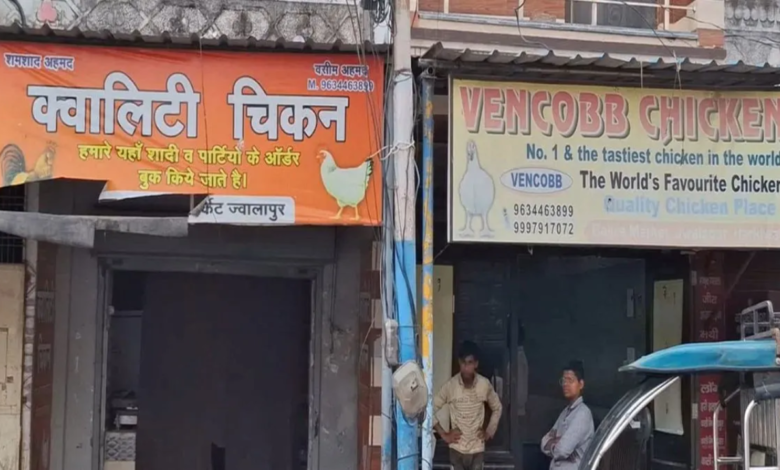 शमशाद अहमद
वसीम अहमद
M. 9634463899
क्वालिटी चिकन
हमारे यहाँ शादी व पार्टियों के ऑर्डर
बुक किये जाते है।
र्केट ज्वालापुर
VENCOBB CHICKEN
No. 1 & the tastiest chicken in the world
VENCOBB
The World's Favourite Chicken
9634463899
Quality Chicken Place
9997917072